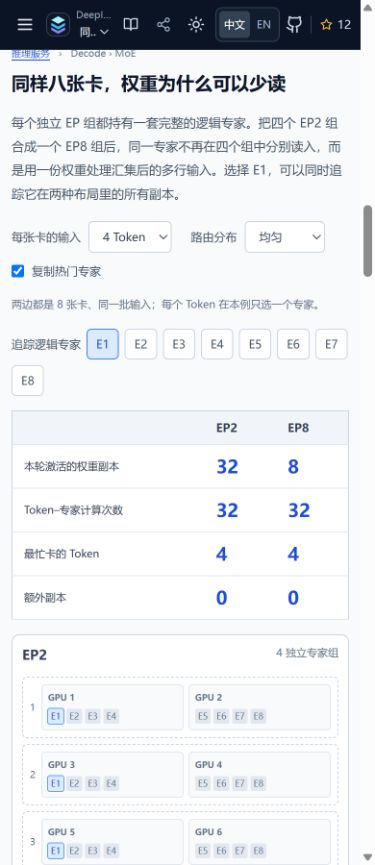 Deepl...
同..
中文
EN
12
推理服务 › Decode › MoE
同样八张卡，权重为什么可以少读
每个独立 EP 组都持有一套完整的逻辑专家。把四个 EP2 组
合成一个 EP8 组后，同一专家不再在四个组中分别读入，而
是用一份权重处理汇集后的多行输入。选择 E1，可以同时追
踪它在两种布局里的所有副本。
每张卡的输入 4 Token 路由分布 均匀
复制热门专家
两边都是 8 张卡、同一批输入；每个 Token 在本例只选一个专家。
追踪逻辑专家 E1 E2 E3 E4 E5 E6 E7
E8
EP2 EP8
本轮激活的权重副本 32 8
Token–专家计算次数 32 32
最忙卡的 Token 4 4
额外副本 0 0
EP2 4 独立专家组
GPU 1 GPU 2
1 E1 E2 E3 E4 E5 E6 E7 E8
GPU 3 GPU 4
2 E1 E2 E3 E4 E5 E6 E7 E8
GPU 5 GPU 6
3 E1 E2 E3 E4 E5 E6 E7 E8